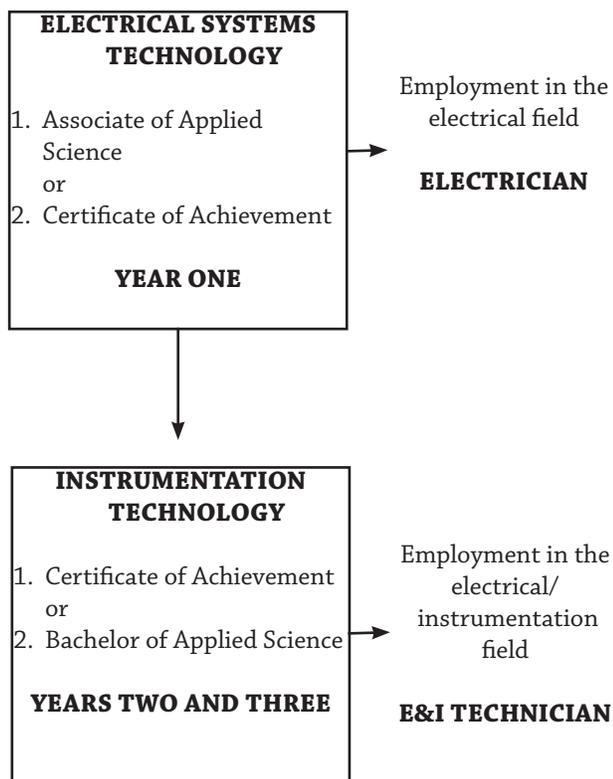 ELECTRICAL SYSTEMS
TECHNOLOGY
1. Associate of Applied
Science
or
2. Certificate of Achievement
YEAR ONE
Employment in the
electrical field
ELECTRICIAN
INSTRUMENTATION
TECHNOLOGY
1. Certificate of Achievement
or
2. Bachelor of Applied Science
YEARS TWO AND THREE
Employment in the
electrical/
instrumentation
field
E&I TECHNICIAN